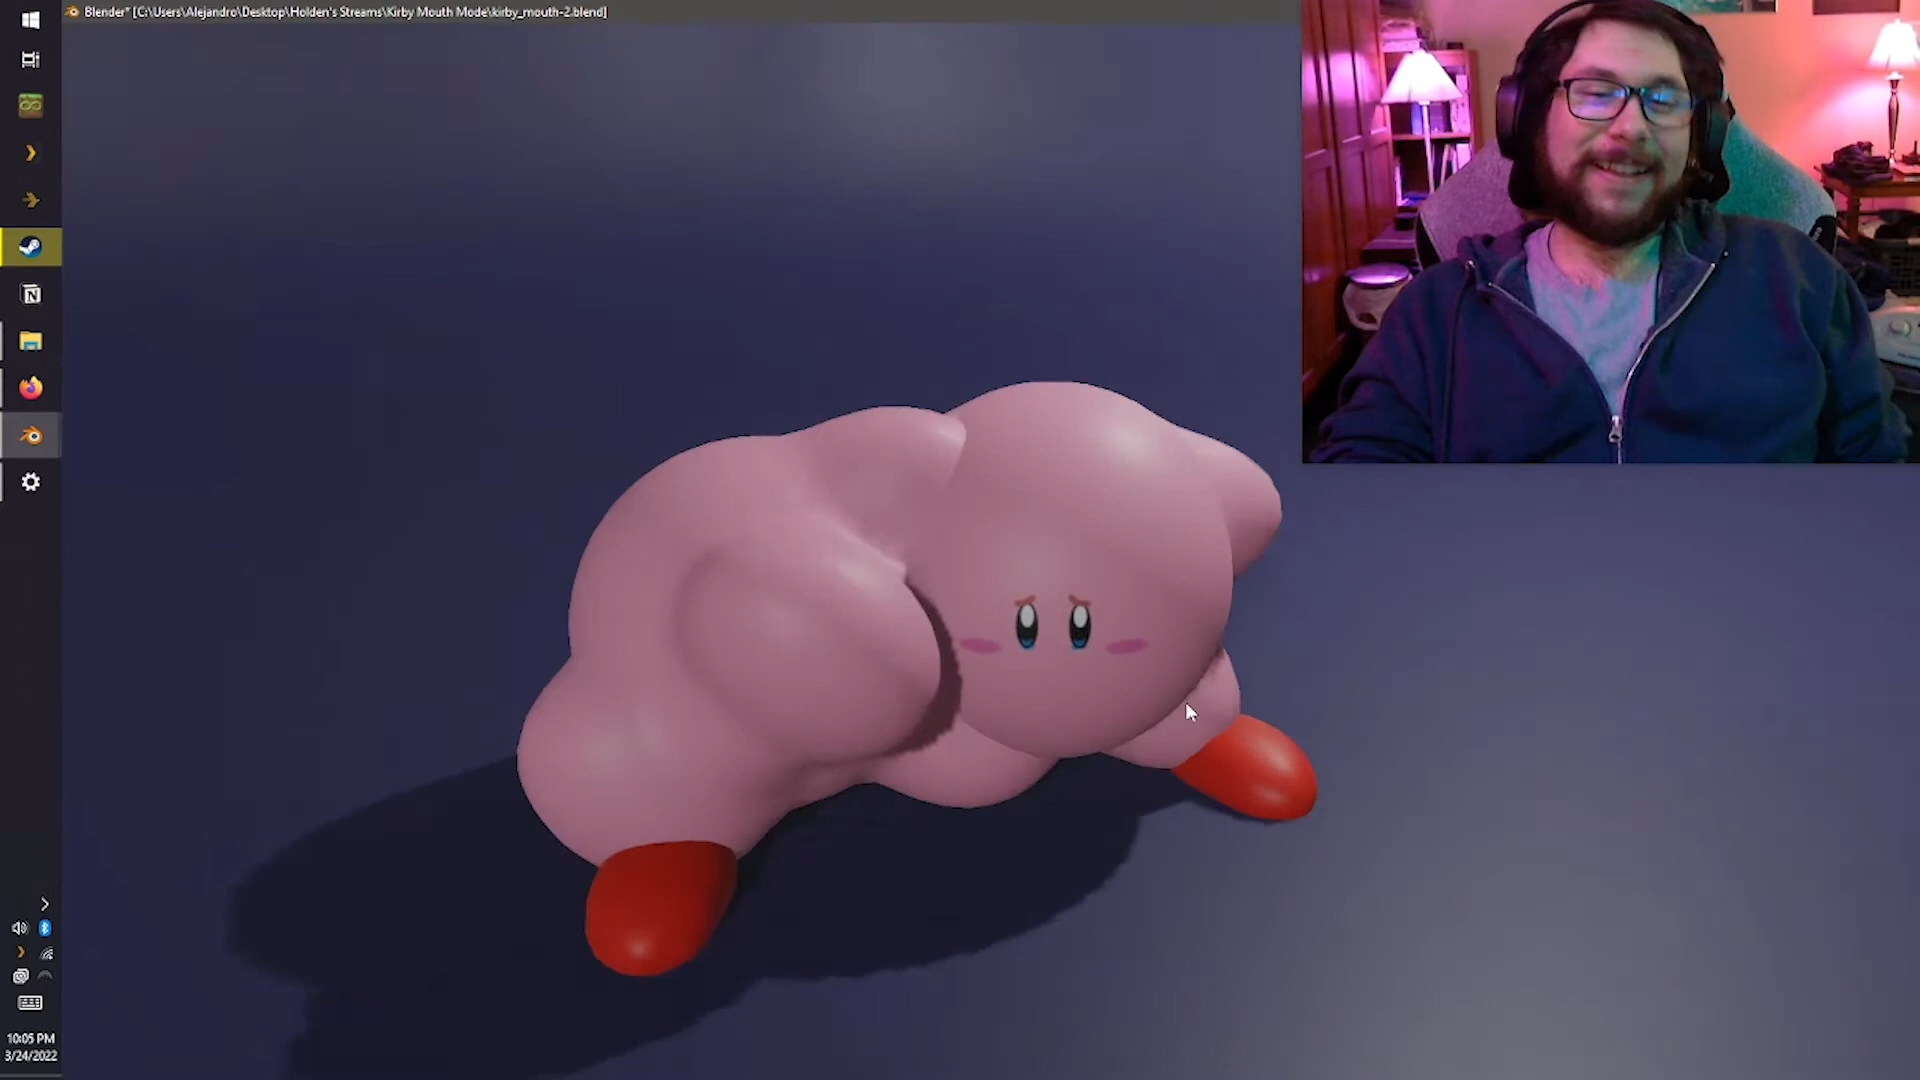 Blender* [C:\Users\Alejandro\Desktop\Holden's Streams\Kirby Mouth Mode\kirby_mouth-2.blend]
10:05 PM
3/24/2022